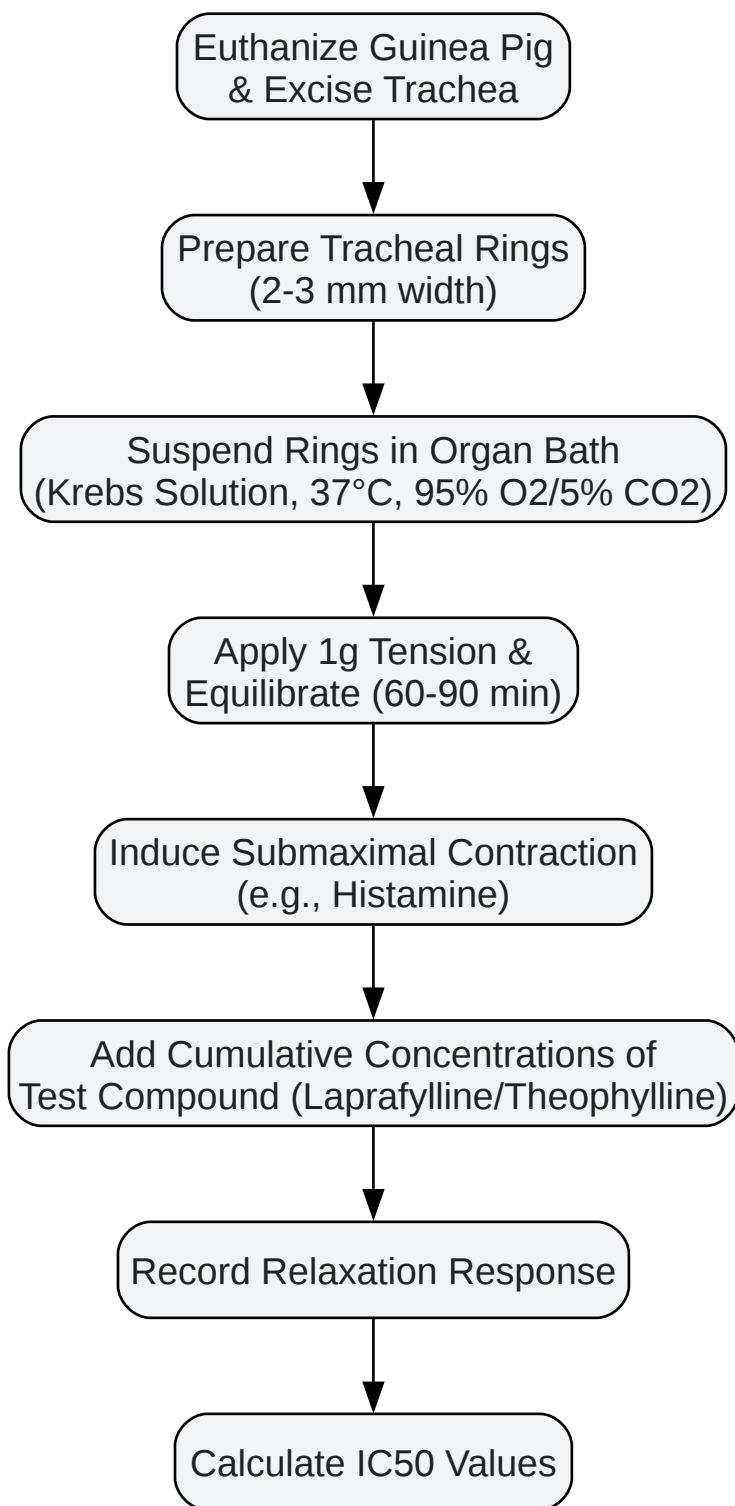 Euthanize Guinea Pig
& Excise Trachea
Prepare Tracheal Rings
(2-3 mm width)
Suspend Rings in Organ Bath
(Krebs Solution, 37°C, 95% O2/5% CO2)
Apply 1g Tension &
Equilibrate (60-90 min)
Induce Submaximal Contraction
(e.g., Histamine)
Add Cumulative Concentrations of
Test Compound (Laprafylline/Theophylline)
Record Relaxation Response
Calculate IC50 Values